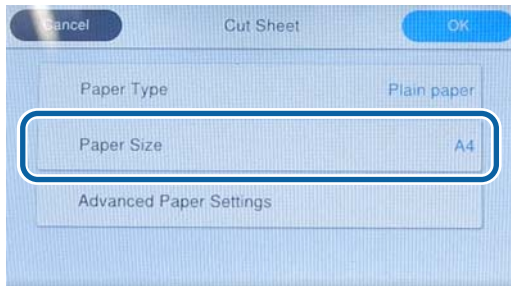 Cancel Cut Sheet OK
Paper Type Plain paper
Paper Size A4
Advanced Paper Settings